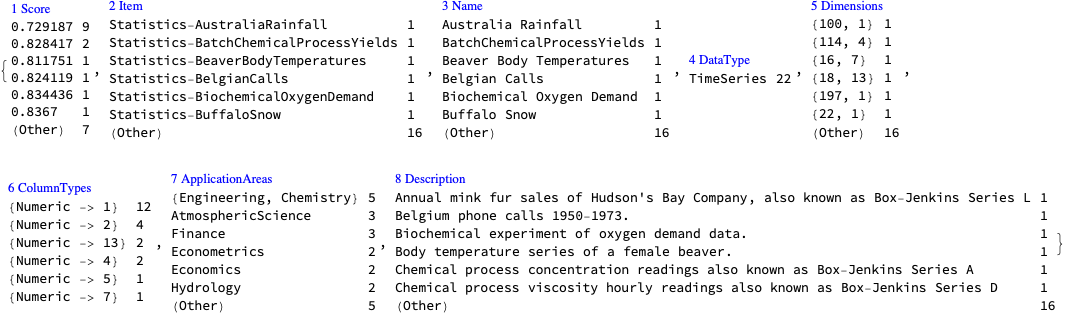 1 Score
0.729187 9
0.828417 2
0.811751 1
0.824119 1
0.834436 1
0.8367 1
(Other) 7
2 Item
Statistics-AustraliaRainfall 1
Statistics-BatchChemicalProcessYields 1
Statistics-BeaverBodyTemperatures 1
Statistics-BelgianCalls 1
Statistics-BiochemicalOxygenDemand 1
Statistics-BuffaloSnow 1
(Other) 16
3 Name
Australia Rainfall 1
BatchChemicalProcessYields 1
Beaver Body Temperatures 1
Belgian Calls 1
Biochemical Oxygen Demand 1
Buffalo Snow 1
(Other) 16
4 DataType
TimeSeries 22
5 Dimensions
{100, 1} 1
{114, 4} 1
{16, 7} 1
{18, 13} 1
{197, 1} 1
{22, 1} 1
(Other) 16
6 ColumnTypes
{Numeric -> 1} 12
{Numeric -> 2} 4
{Numeric -> 13} 2
{Numeric -> 4} 2
{Numeric -> 5} 1
{Numeric -> 7} 1
7 ApplicationAreas
{Engineering, Chemistry} 5
AtmosphericScience 3
Finance 3
Econometrics 2
Economics 2
Hydrology 2
(Other) 5
8 Description
Annual mink fur sales of Hudson's Bay Company, also known as Box-Jenkins Series L 1
Belgium phone calls 1950-1973. 1
Biochemical experiment of oxygen demand data. 1
Body temperature series of a female beaver. 1
Chemical process concentration readings also known as Box-Jenkins Series A 1
Chemical process viscosity hourly readings also known as Box-Jenkins Series D 1
(Other) 16